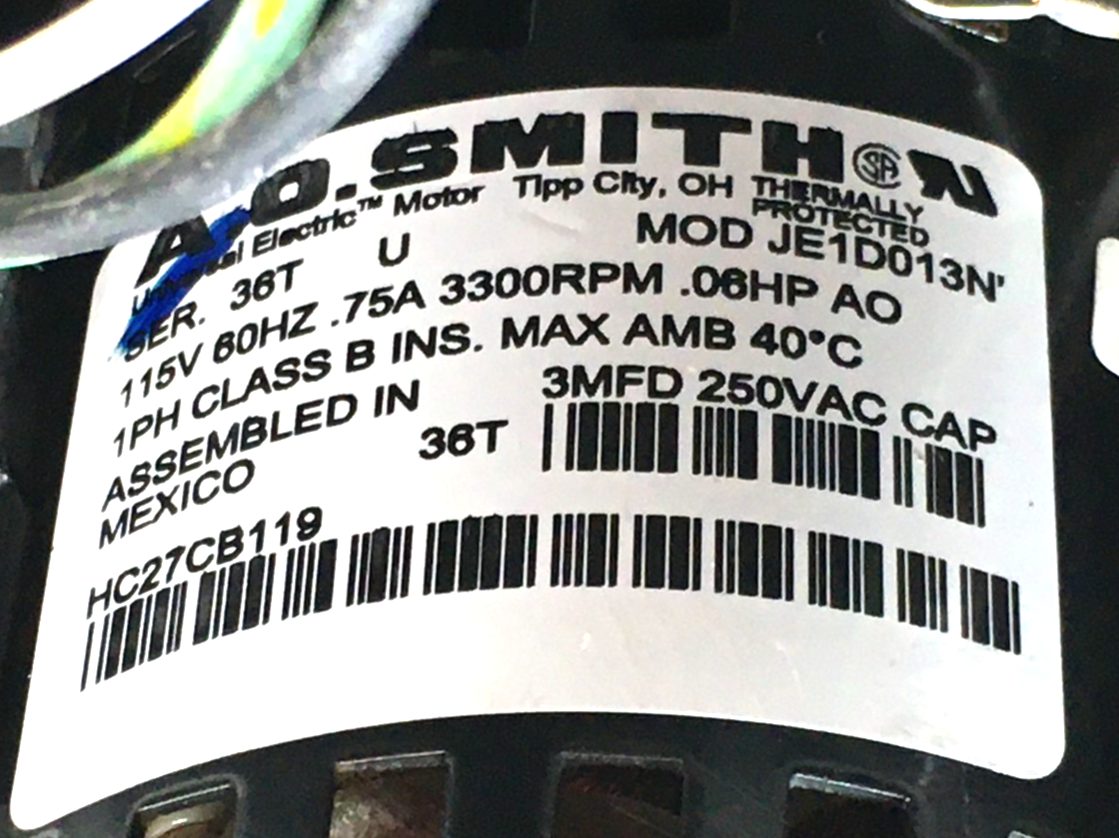 A.O.SMITH
Universal Electric™ Motor Tipp City, OH THERMALLY PROTECTED
SER. 36T U MOD JE1D013N
115V 60HZ .75A 3300RPM .06HP AO
1PH CLASS B INS. MAX AMB 40°C
ASSEMBLED IN 3MFD 250VAC CAP
MEXICO 36T
HC27CB119